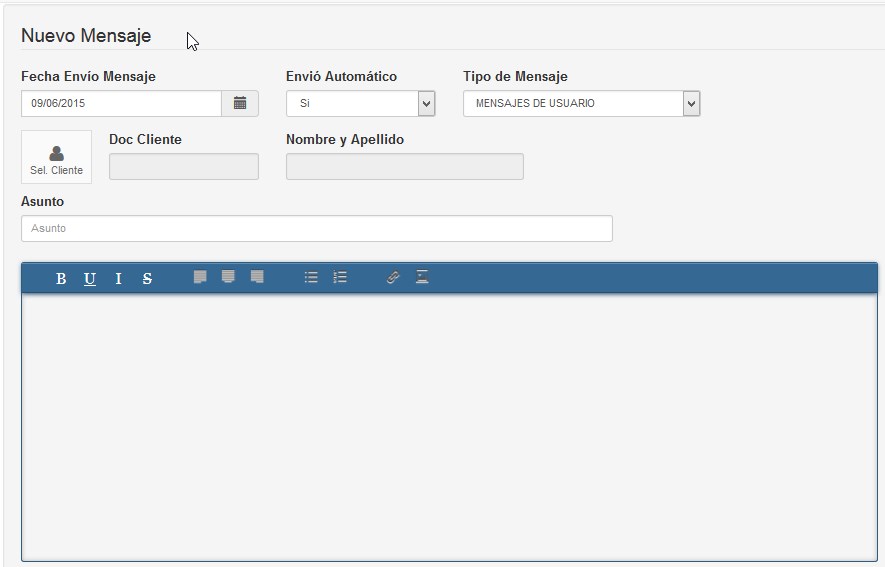 Nuevo Mensaje
Fecha Envío Mensaje Envió Automático Tipo de Mensaje
09/06/2015 Si MENSAJES DE USUARIO
Doc Cliente Nombre y Apellido
Sel. Cliente
Asunto
Asunto
B U I S